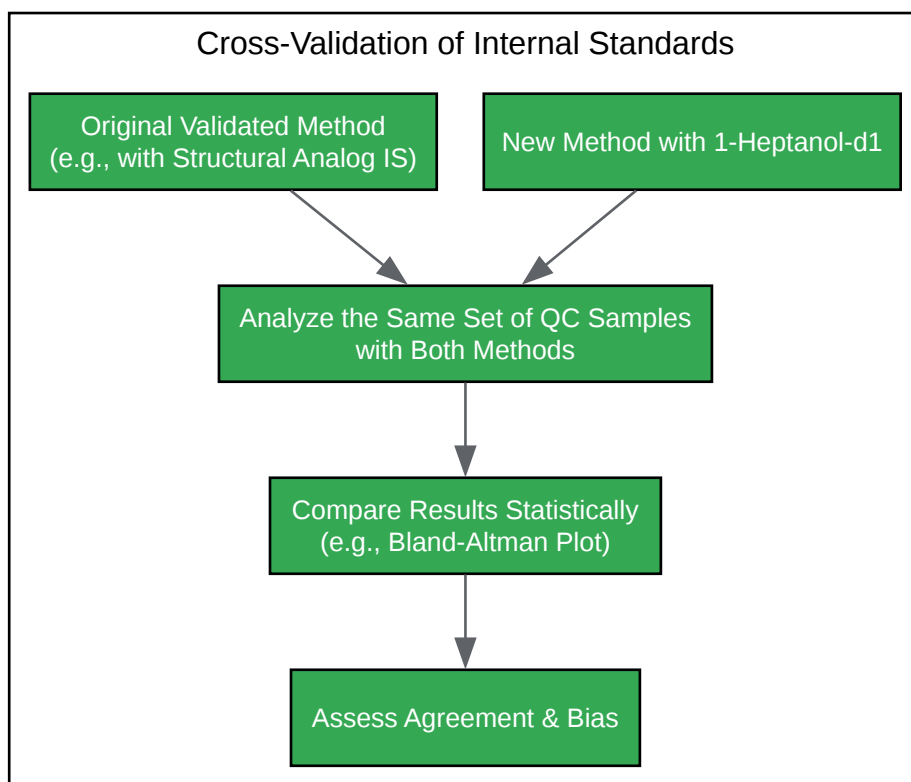 Cross-Validation of Internal Standards
Original Validated Method
(e.g., with Structural Analog IS)
New Method with 1-Heptanol-d1
Analyze the Same Set of QC Samples
with Both Methods
Compare Results Statistically
(e.g., Bland-Altman Plot)
Assess Agreement & Bias